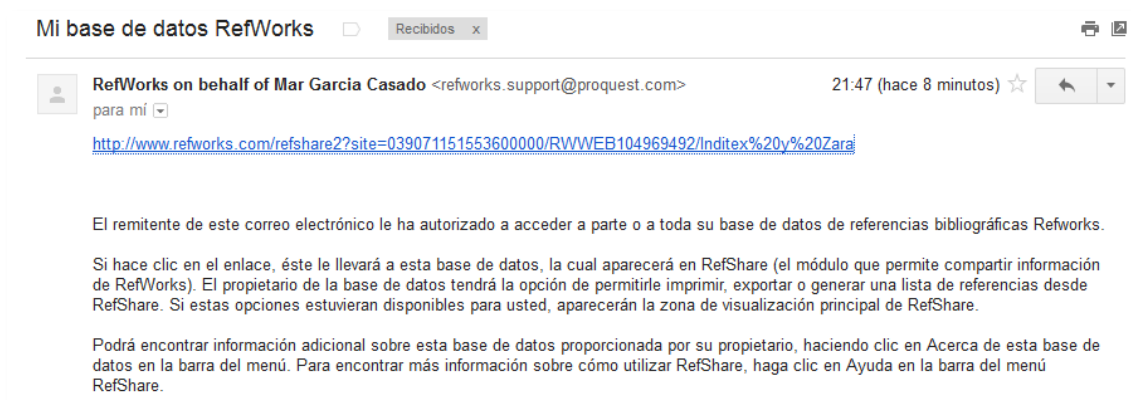 Mi base de datos RefWorks Recibidos x
RefWorks on behalf of Mar Garcia Casado <refworks.support@proquest.com> 21:47 (hace 8 minutos)
para mí
http://www.refworks.com/refshare2?site=039071151553600000/RWWEB104969492/Inditex%20y%20Zara
El remitente de este correo electrónico le ha autorizado a acceder a parte o a toda su base de datos de referencias bibliográficas Refworks.
Si hace clic en el enlace, éste le llevará a esta base de datos, la cual aparecerá en RefShare (el módulo que permite compartir información
de RefWorks). El propietario de la base de datos tendrá la opción de permitirle imprimir, exportar o generar una lista de referencias desde
RefShare. Si estas opciones estuvieran disponibles para usted, aparecerán la zona de visualización principal de RefShare.
Podrá encontrar información adicional sobre esta base de datos proporcionada por su propietario, haciendo clic en Acerca de esta base de
datos en la barra del menú. Para encontrar más información sobre cómo utilizar RefShare, haga clic en Ayuda en la barra del menú
RefShare.